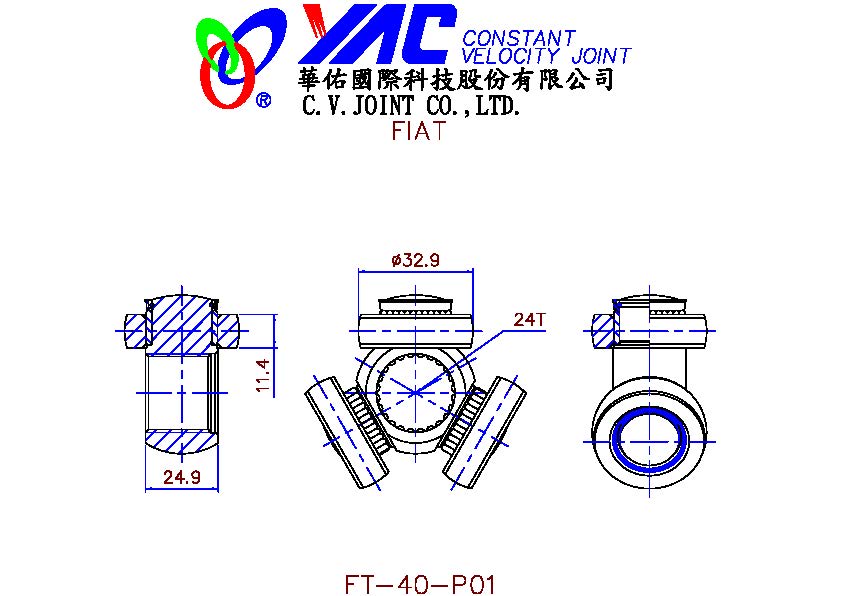 YAC CONSTANT
VELOCITY JOINT
®
華佑國際科技股份有限公司
C.V.JOINT CO.,LTD.
FIAT
ø32.9
24T
11.4
24.9
FT-40-P01